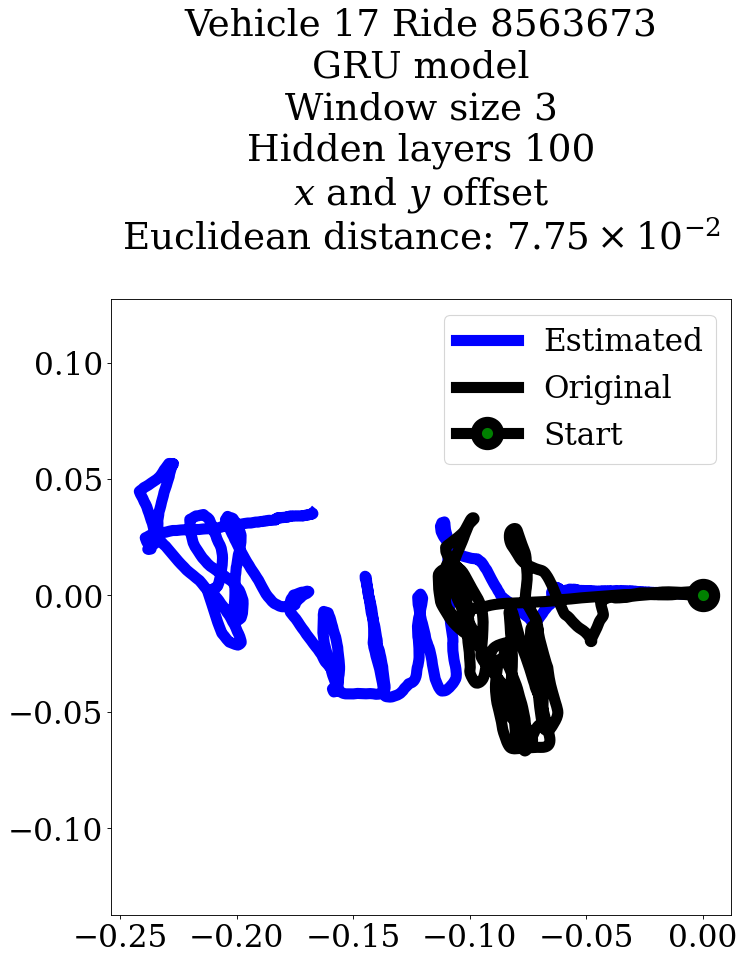 Vehicle 17 Ride 8563673
GRU model
Window size 3
Hidden layers 100
x and y offset
Euclidean distance: 7.75 × 10⁻²
Estimated
Original
Start
0.10
0.05
0.00
−0.05
−0.10
−0.25 −0.20 −0.15 −0.10 −0.05 0.00